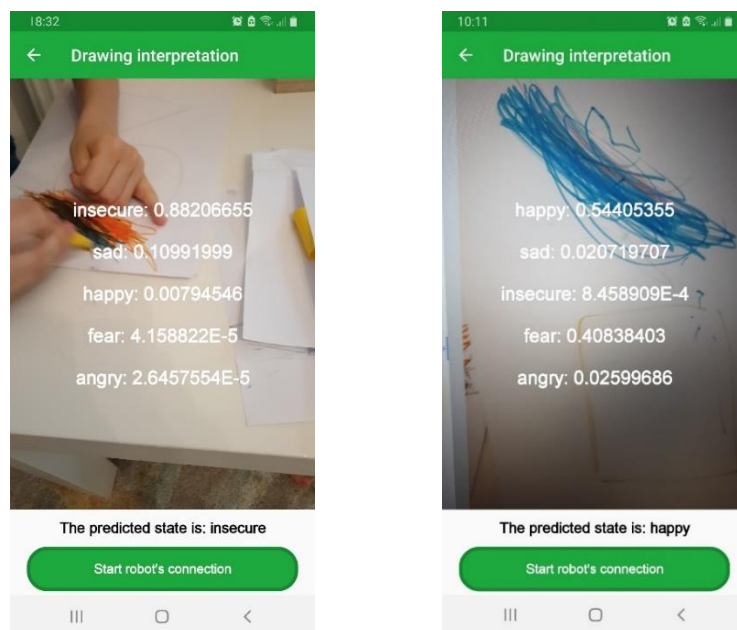 18:32
Drawing interpretation
insecure: 0.88206655
sad: 0.10991999
happy: 0.00794546
fear: 4.158822E-5
angry: 2.6457554E-5
The predicted state is: insecure
Start robot's connection
10:11
Drawing interpretation
happy: 0.54405355
sad: 0.020719707
insecure: 8.458909E-4
fear: 0.40838403
angry: 0.02599686
The predicted state is: happy
Start robot's connection